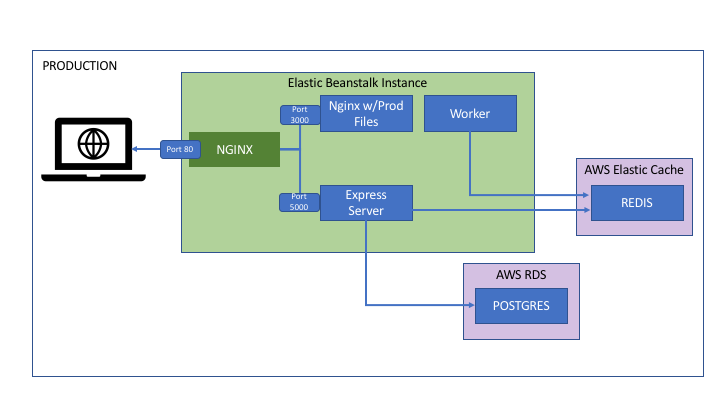 PRODUCTION
Elastic Beanstalk Instance
Port
3000
Nginx w/Prod
Files
Worker
Port 80
NGINX
AWS Elastic Cache
REDIS
Port
5000
Express
Server
AWS RDS
POSTGRES